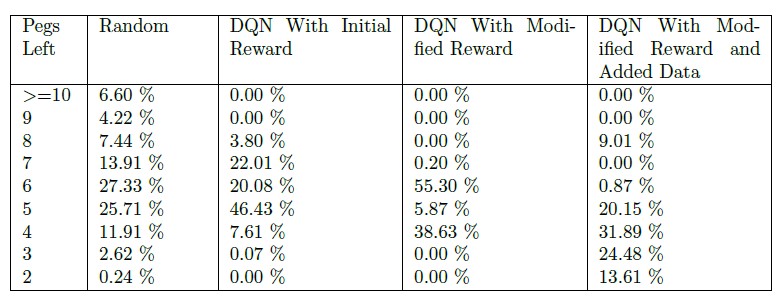 Pegs Left | Random | DQN With Initial Reward | DQN With Modi-fied Reward | DQN With Mod-ified Reward and Added Data
>=10 | 6.60 % | 0.00 % | 0.00 % | 0.00 %
9 | 4.22 % | 0.00 % | 0.00 % | 0.00 %
8 | 7.44 % | 3.80 % | 0.00 % | 9.01 %
7 | 13.91 % | 22.01 % | 0.20 % | 0.00 %
6 | 27.33 % | 20.08 % | 55.30 % | 0.87 %
5 | 25.71 % | 46.43 % | 5.87 % | 20.15 %
4 | 11.91 % | 7.61 % | 38.63 % | 31.89 %
3 | 2.62 % | 0.07 % | 0.00 % | 24.48 %
2 | 0.24 % | 0.00 % | 0.00 % | 13.61 %